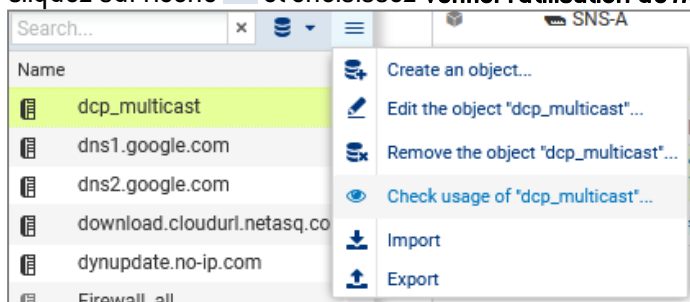 Search...
SNS-A
Name
Create an object...
dcp_multicast
Edit the object "dcp_multicast"...
dns1.google.com
Remove the object "dcp_multicast"...
dns2.google.com
Check usage of "dcp_multicast"...
download.cloudurl.netasq.co
Import
dynupdate.no-ip.com
Export
Firewall_all